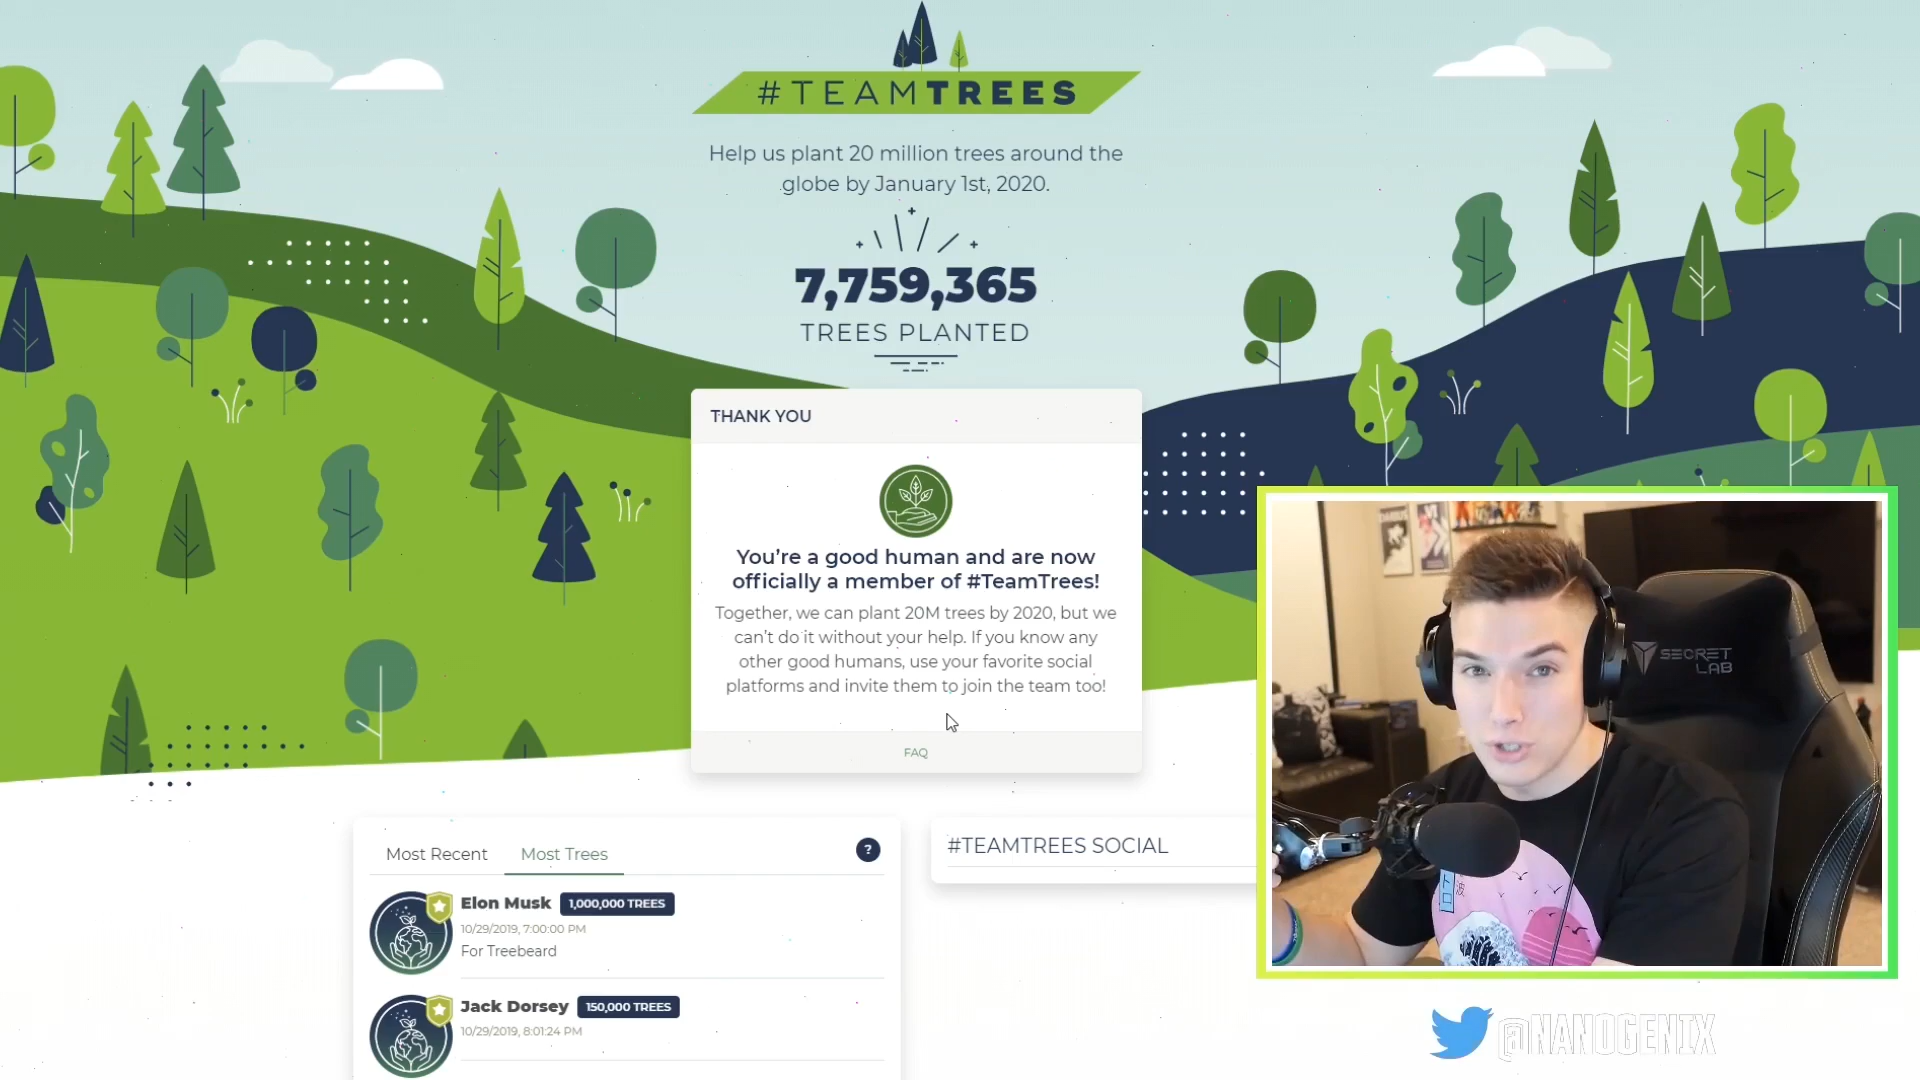 #TEAMTREES
Help us plant 20 million trees around the
globe by January 1st, 2020.
7,759,365
TREES PLANTED
THANK YOU
You're a good human and are now
officially a member of #TeamTrees!
Together, we can plant 20M trees by 2020, but we
can't do it without your help. If you know any
other good humans, use your favorite social
platforms and invite them to join the team too!
FAQ
Most Recent Most Trees ?
Elon Musk 1,000,000 TREES
10/29/2019, 7:00:00 PM
For Treebeard
Jack Dorsey 150,000 TREES
10/29/2019, 8:01:24 PM
#TEAMTREES SOCIAL
SECRET
LAB
@NANOGENIX